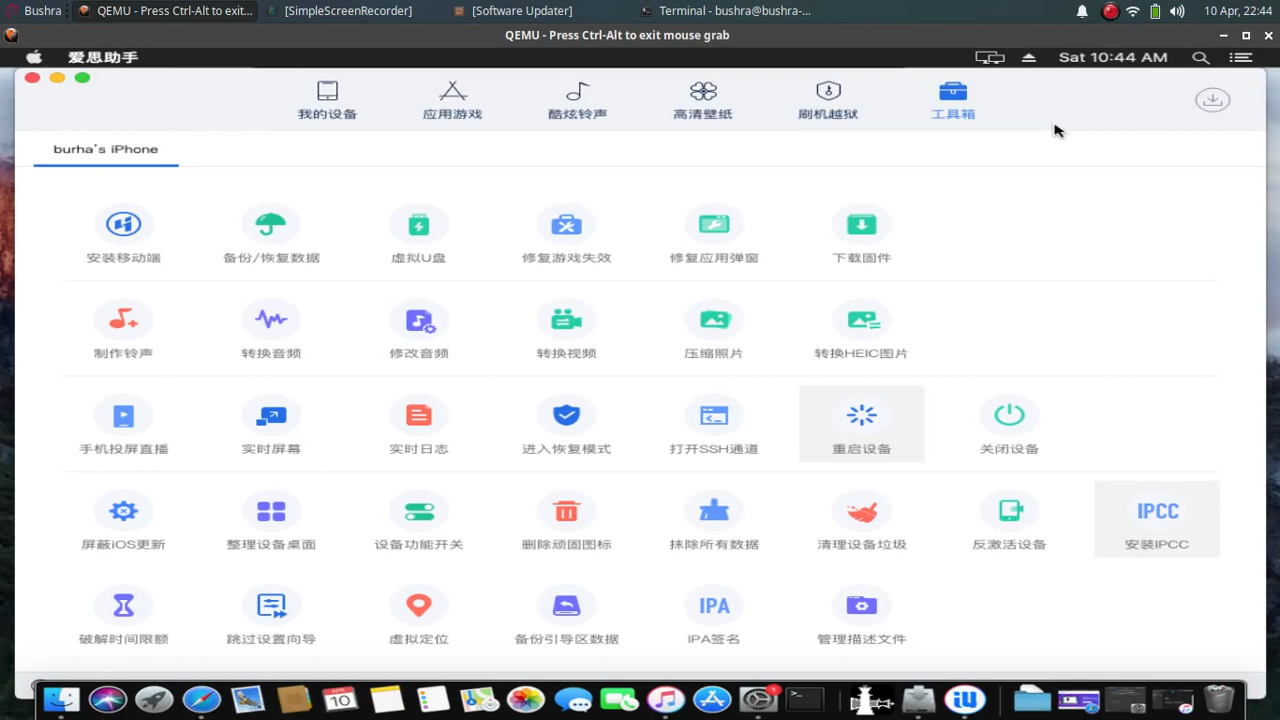 Bushra QEMU - Press Ctrl-Alt to exit... [SimpleScreenRecorder] [Software Updater] Terminal - bushra@bushra-... 10 Apr, 22:44
QEMU - Press Ctrl-Alt to exit mouse grab
爱思助手 Sat 10:44 AM
我的设备 应用游戏 酷炫铃声 高清壁纸 刷机越狱 工具箱
burha's iPhone
安装移动端 备份/恢复数据 虚拟U盘 修复游戏失效 修复应用弹窗 下载固件
制作铃声 转换音频 修改音频 转换视频 压缩照片 转换HEIC图片
手机投屏直播 实时屏幕 实时日志 进入恢复模式 打开SSH通道 重启设备 关闭设备
IPCC
屏蔽iOS更新 整理设备桌面 设备功能开关 删除顽固图标 抹除所有数据 清理设备垃圾 反激活设备 安装IPCC
IPA
破解时间限额 跳过设置向导 虚拟定位 备份引导区数据 IPA签名 管理描述文件
APR
10
1